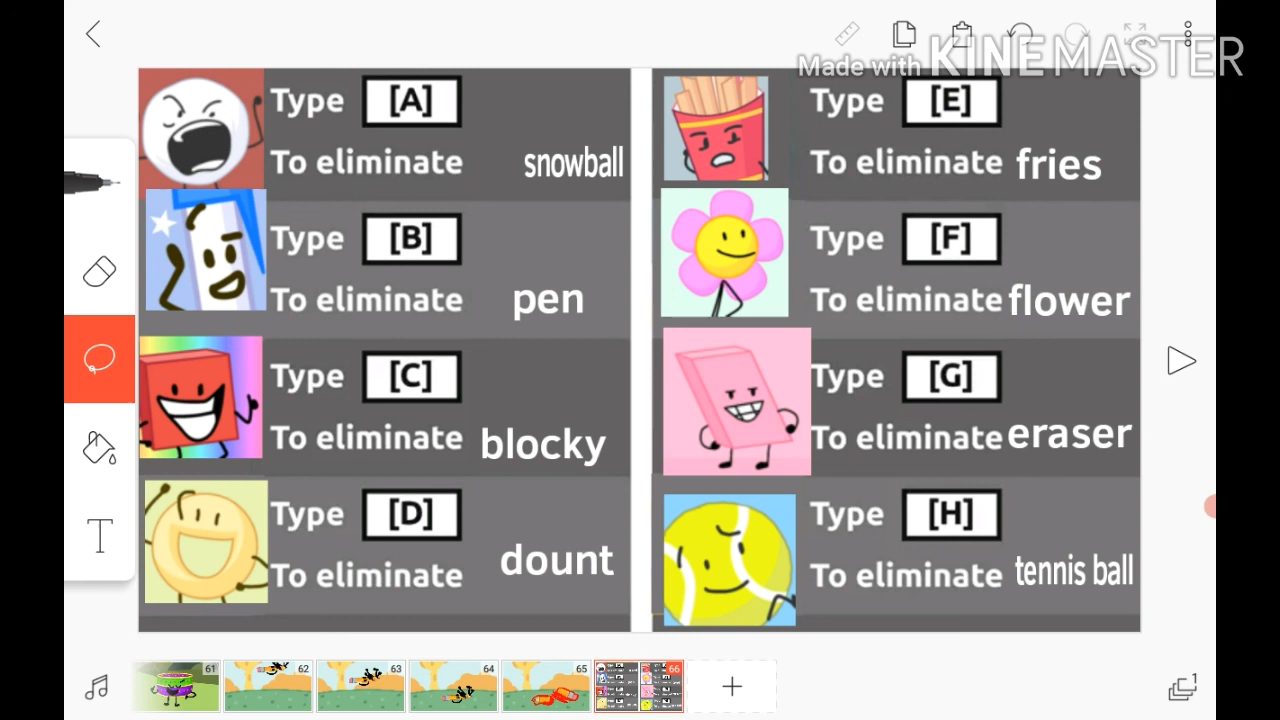 Made with KINEMASTER
Type [A]
To eliminate snowball
Type [B]
To eliminate pen
Type [C]
To eliminate blocky
Type [D]
To eliminate dount
Type [E]
To eliminate fries
Type [F]
To eliminate flower
Type [G]
To eliminate eraser
Type [H]
To eliminate tennis ball
T
61 62 63 64 65 66
1